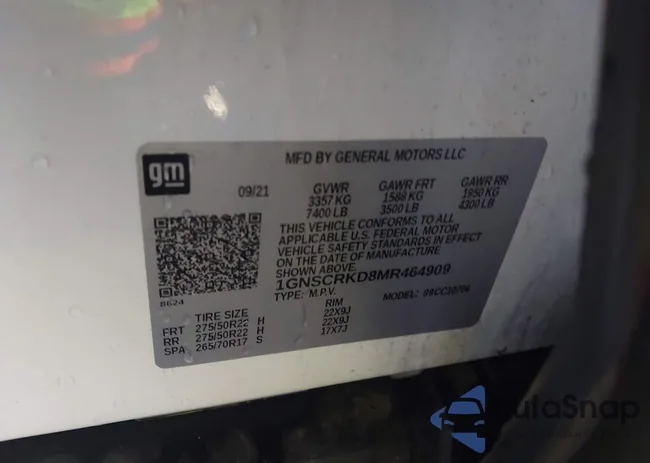 gm
MFD BY GENERAL MOTORS LLC
09/21 GVWR GAWR FRT GAWR RR
3357 KG 1588 KG 1950 KG
7400 LB 3500 LB 4300 LB
THIS VEHICLE CONFORMS TO ALL
APPLICABLE U.S. FEDERAL MOTOR
VEHICLE SAFETY STANDARDS IN EFFECT
ON THE DATE OF MANUFACTURE
SHOWN ABOVE.
1GNSCRKD8MR464909
8624 TYPE: M.P.V. MODEL:
TIRE SIZE RIM
FRT 275/50R22 H 22X9J
RR 275/50R22 H 22X9J
SPA 265/70R17 S 17X7J
AutaSnap